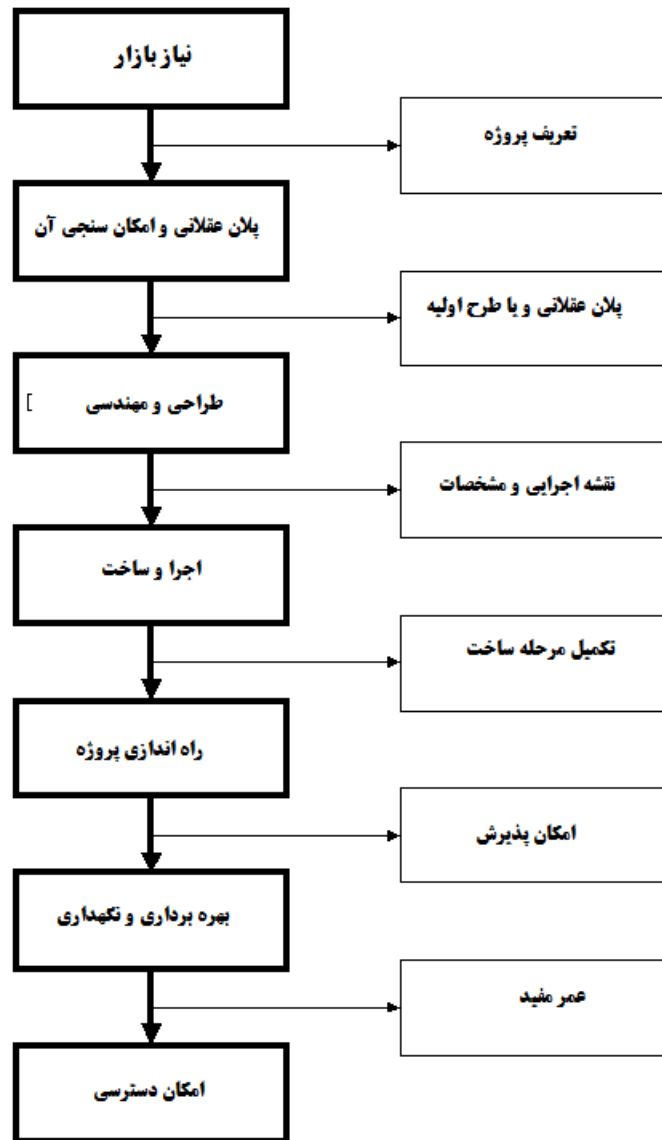 نیاز بازار
تعریف پروژه
پلان عقلانی و امکان سنجی آن
پلان عقلانی و یا طرح اولیه
طراحی و مهندسی
[
نقشه اجرایی و مشخصات
اجرا و ساخت
تکمیل مرحله ساخت
راه اندازی پروژه
امکان پذیرش
بهره برداری و نگهداری
عمر مفید
امکان دسترسی